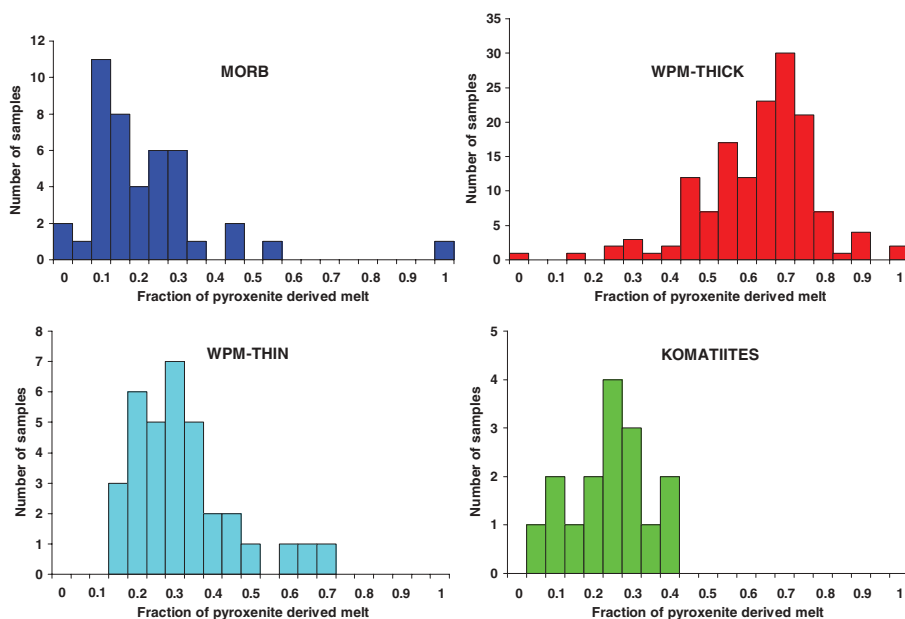 MORB
Number of samples
12
10
8
6
4
2
0
0 0.1 0.2 0.3 0.4 0.5 0.6 0.7 0.8 0.9 1
Fraction of pyroxenite derived melt
WPM-THICK
Number of samples
35
30
25
20
15
10
5
0
0 0.1 0.2 0.3 0.4 0.5 0.6 0.7 0.8 0.9 1
Fraction of pyroxenite derived melt
WPM-THIN
Number of samples
8
7
6
5
4
3
2
1
0
0 0.1 0.2 0.3 0.4 0.5 0.6 0.7 0.8 0.9 1
Fraction of pyroxenite derived melt
KOMATIITES
Number of samples
5
4
3
2
1
0
0 0.1 0.2 0.3 0.4 0.5 0.6 0.7 0.8 0.9 1
Fraction of pyroxenite derived melt